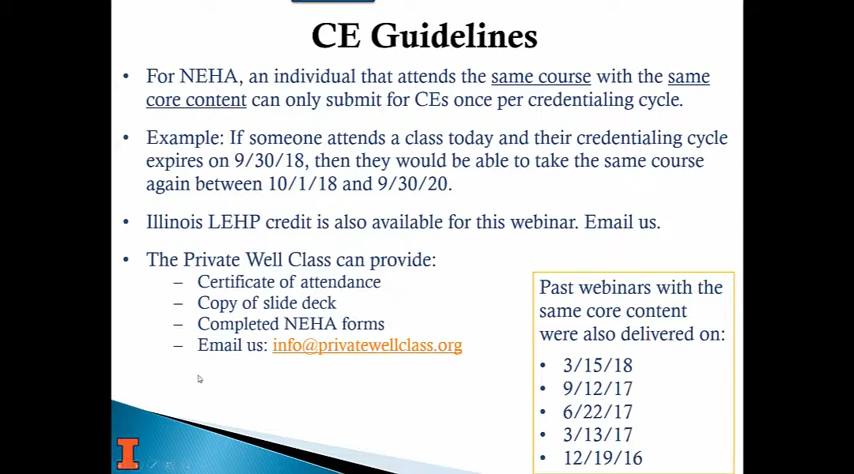 CE Guidelines
• For NEHA, an individual that attends the same course with the same
core content can only submit for CEs once per credentialing cycle.
• Example: If someone attends a class today and their credentialing cycle
expires on 9/30/18, then they would be able to take the same course
again between 10/1/18 and 9/30/20.
• Illinois LEHP credit is also available for this webinar. Email us.
• The Private Well Class can provide:
– Certificate of attendance
– Copy of slide deck
– Completed NEHA forms
– Email us: info@privatewellclass.org
Past webinars with the
same core content
were also delivered on:
• 3/15/18
• 9/12/17
• 6/22/17
• 3/13/17
• 12/19/16
I